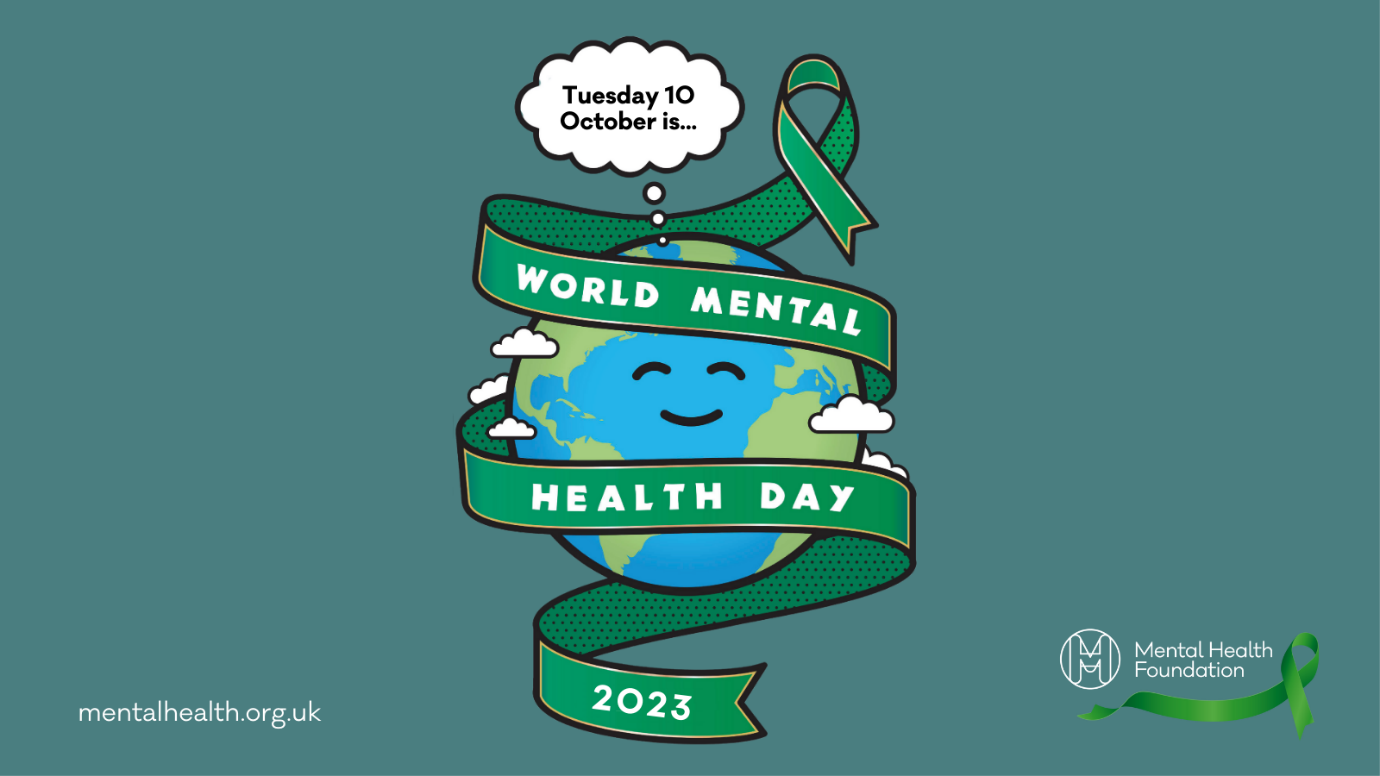 Tuesday 10
October is...
WORLD MENTAL
HEALTH DAY
2023
mentalhealth.org.uk
Mental Health
Foundation